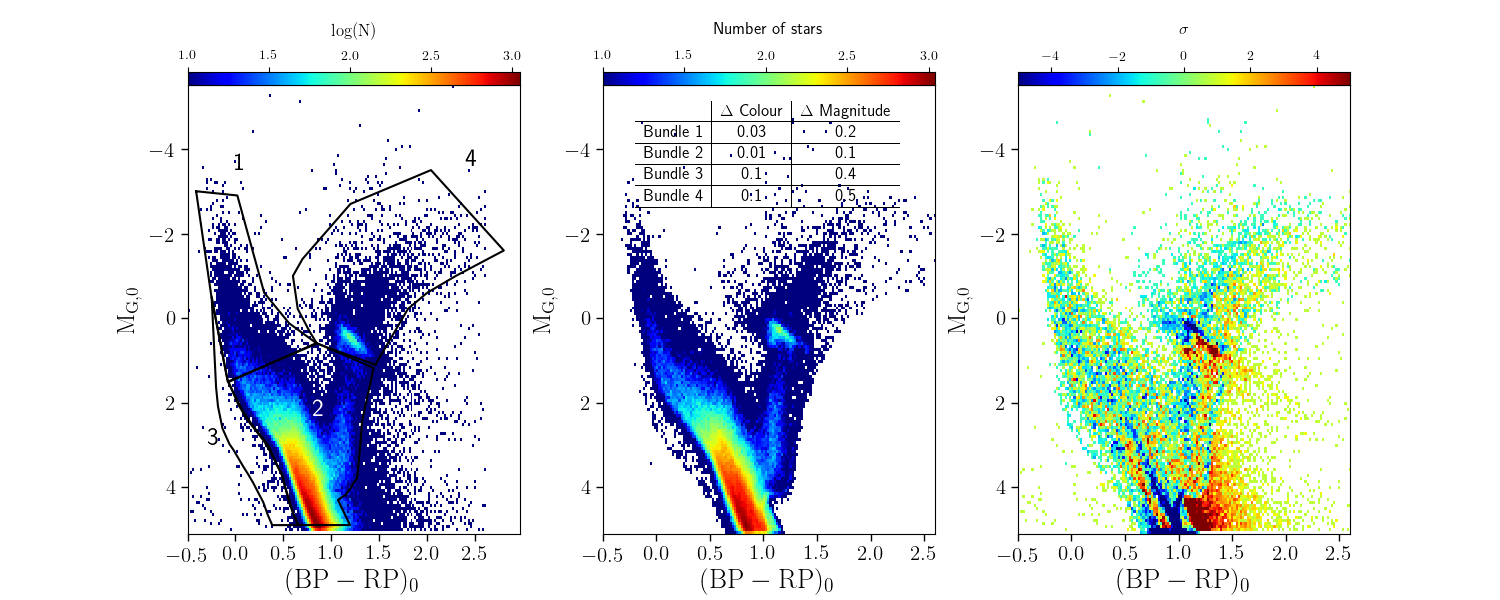 log(N)
1.0 1.5 2.0 2.5 3.0
1
4
2
3
−4
−2
0
2
4
M_G,0
−0.5 0.0 0.5 1.0 1.5 2.0 2.5
(BP − RP)_0
Number of stars
1.0 1.5 2.0 2.5 3.0
Δ Colour Δ Magnitude
Bundle 1 0.03 0.2
Bundle 2 0.01 0.1
Bundle 3 0.1 0.4
Bundle 4 0.1 0.5
−4
−2
0
2
4
M_G,0
−0.5 0.0 0.5 1.0 1.5 2.0 2.5
(BP − RP)_0
σ
−4 −2 0 2 4
−4
−2
0
2
4
M_G,0
−0.5 0.0 0.5 1.0 1.5 2.0 2.5
(BP − RP)_0